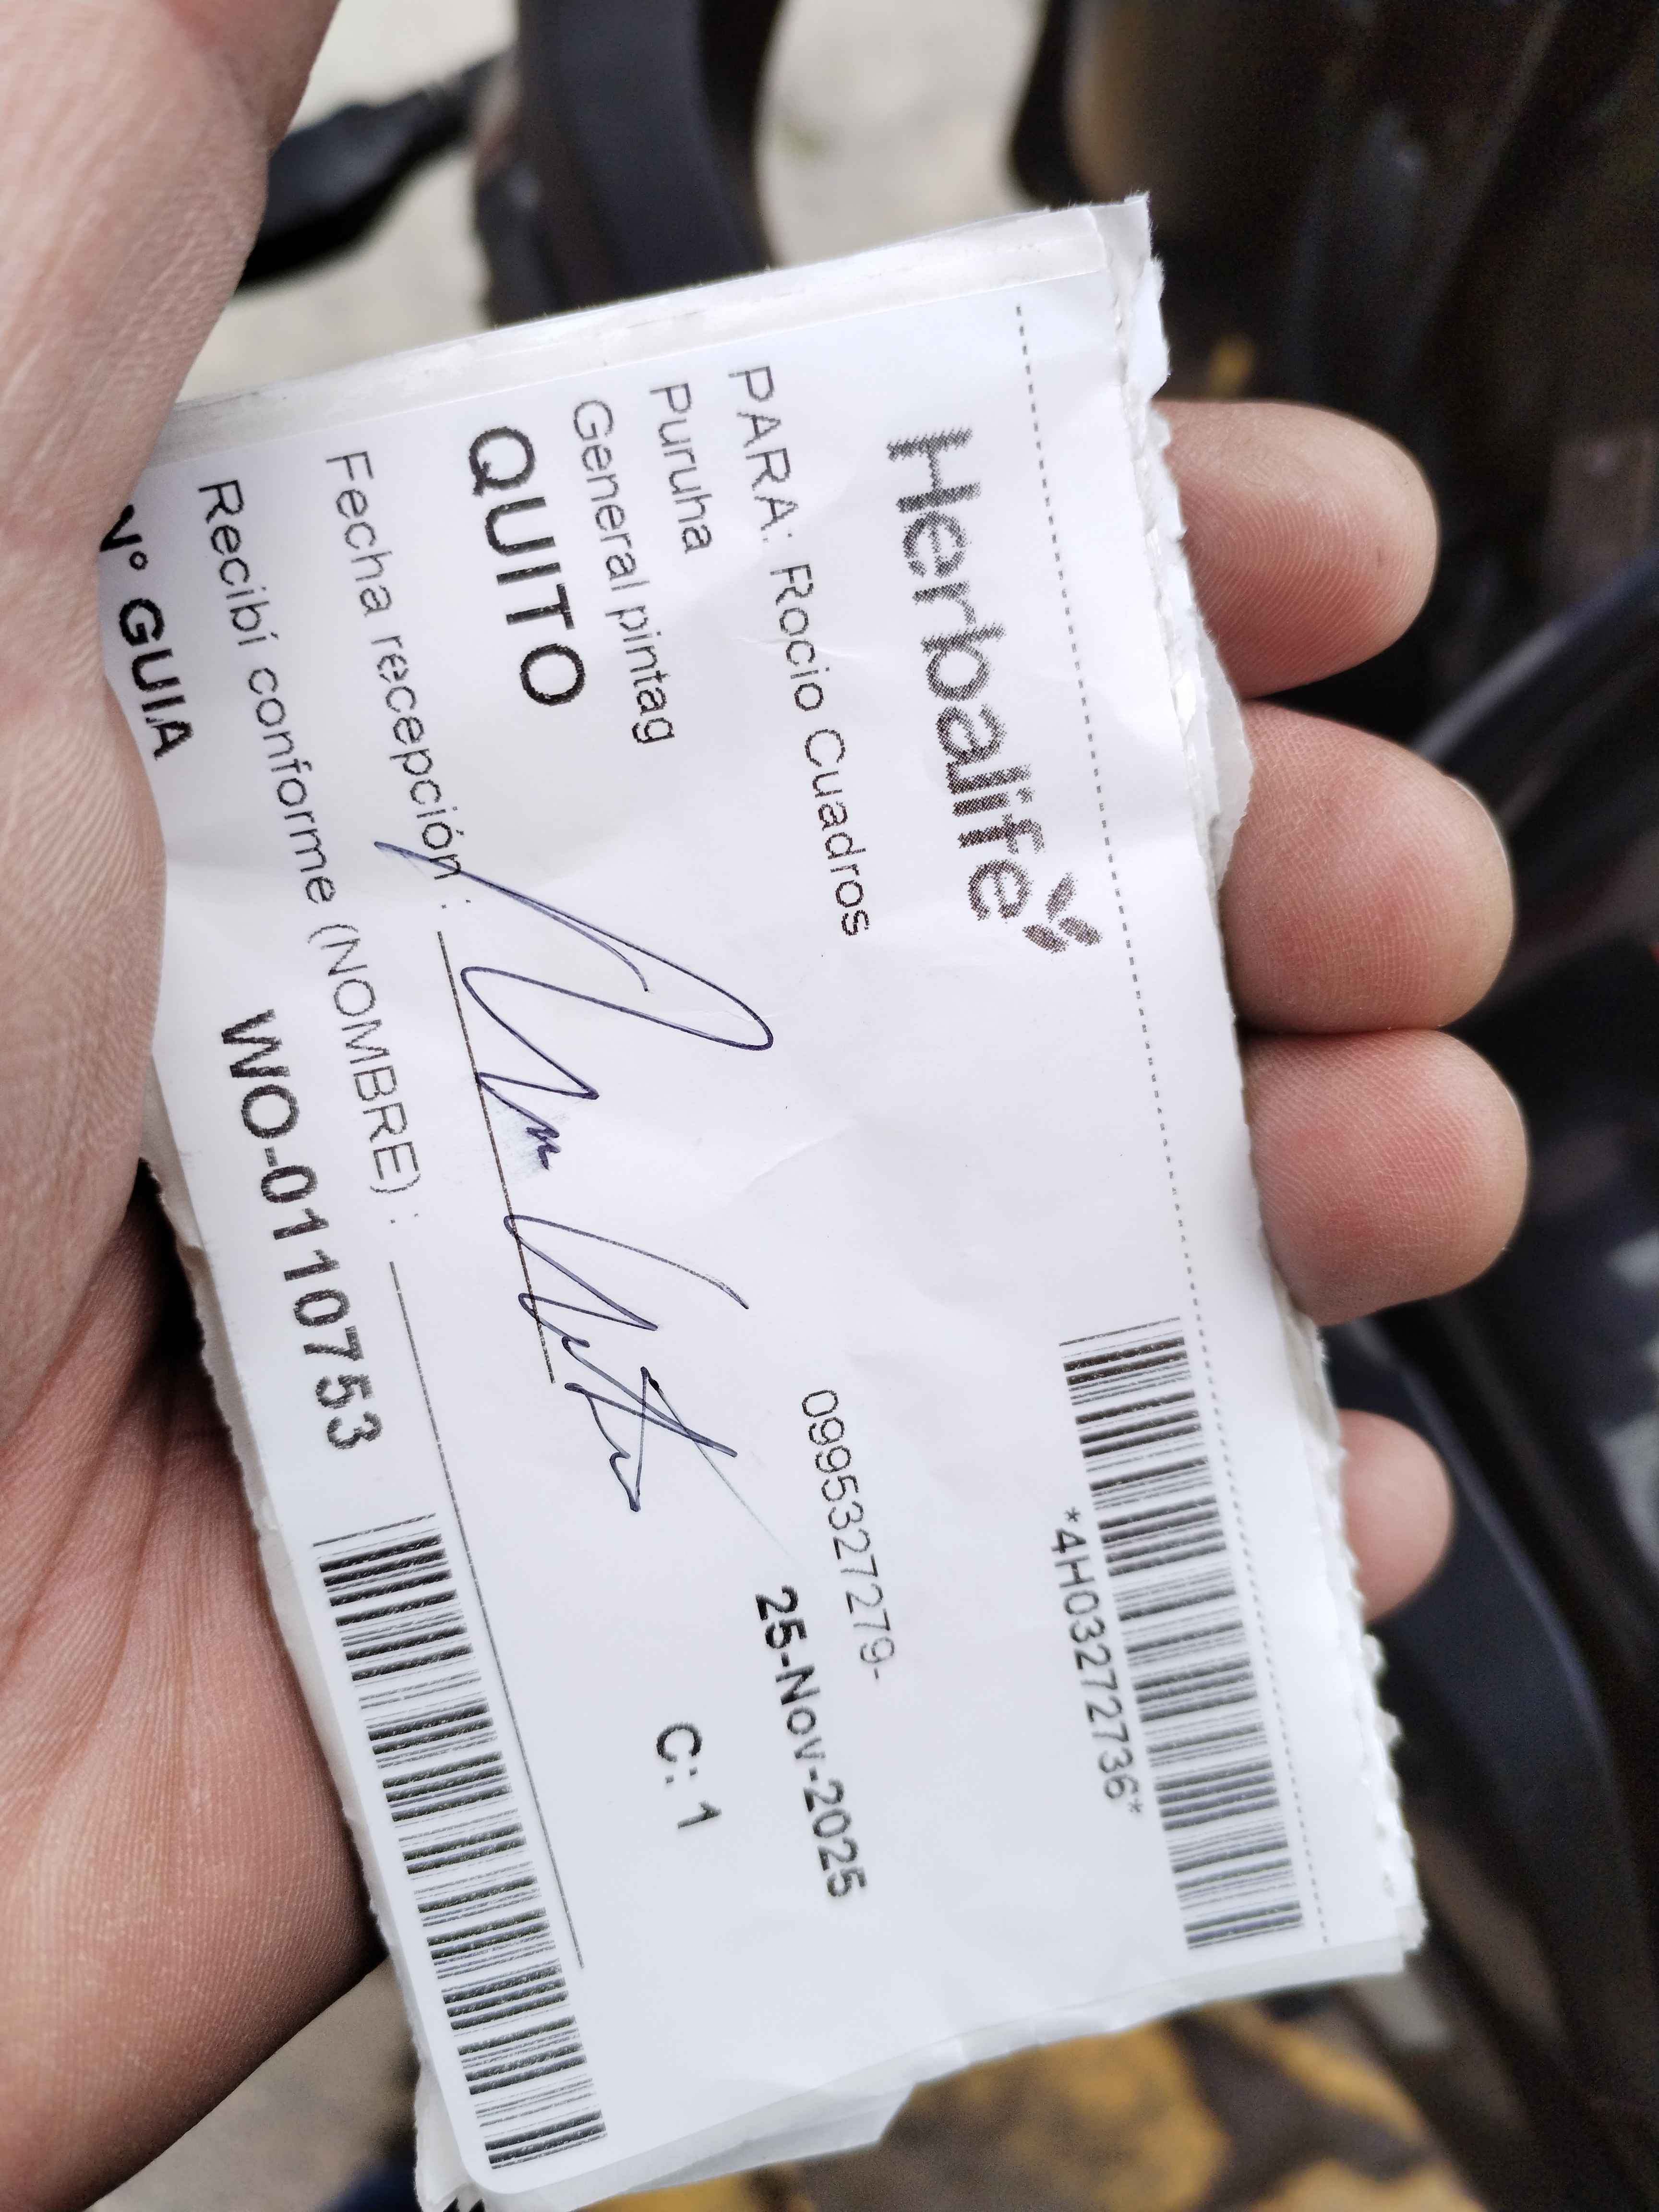 Herbalife
*4H03272736*
PARA: Rocio Cuadros
0995327279-
Puruha
25-Nov-2025
General pintag
QUITO
C: 1
Fecha recepción :
Recibí conforme (NOMBRE) :
N° GUIA
WO-0110753